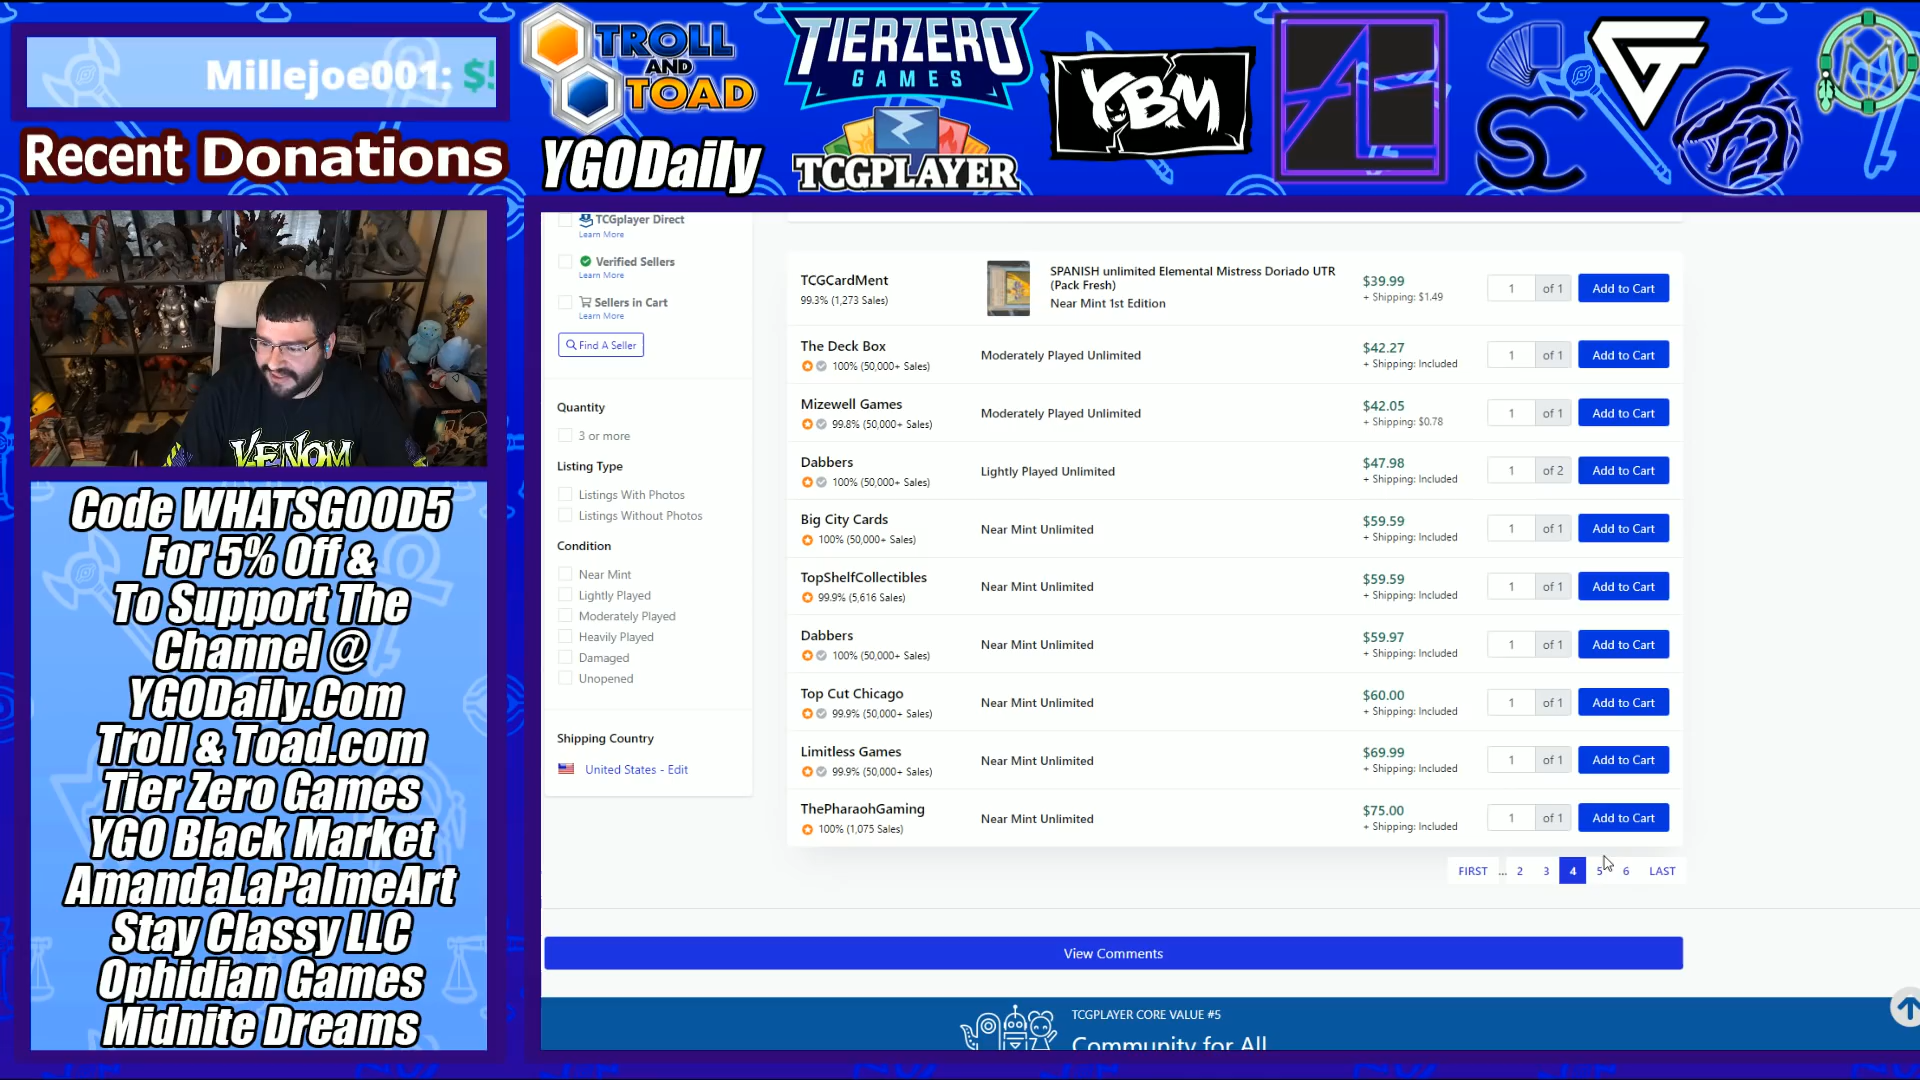 Millejoe001: $
Recent Donations
TROLL
AND
TOAD
YGODaily
TIERZERO
GAMES
TCGPLAYER
YBM
VENOM
Code WHATSGOOD5
For 5% Off &
To Support The
Channel @
YGODaily.Com
Troll & Toad.com
Tier Zero Games
YGO Black Market
AmandaLaPalmeArt
Stay Classy LLC
Ophidian Games
Midnite Dreams
TCGplayer Direct
Learn More
Verified Sellers
Learn More
Sellers in Cart
Learn More
Find A Seller
Quantity
3 or more
Listing Type
Listings With Photos
Listings Without Photos
Condition
Near Mint
Lightly Played
Moderately Played
Heavily Played
Damaged
Unopened
Shipping Country
United States - Edit
TCGCardMent
99.3% (1,273 Sales)
SPANISH unlimited Elemental Mistress Doriado UTR
(Pack Fresh)
Near Mint 1st Edition
$39.99
+ Shipping: $1.49
1 of 1 Add to Cart
The Deck Box
100% (50,000+ Sales)
Moderately Played Unlimited
$42.27
+ Shipping: Included
1 of 1 Add to Cart
Mizewell Games
99.8% (50,000+ Sales)
Moderately Played Unlimited
$42.05
+ Shipping: $0.78
1 of 1 Add to Cart
Dabbers
100% (50,000+ Sales)
Lightly Played Unlimited
$47.98
+ Shipping: Included
1 of 2 Add to Cart
Big City Cards
100% (50,000+ Sales)
Near Mint Unlimited
$59.59
+ Shipping: Included
1 of 1 Add to Cart
TopShelfCollectibles
99.9% (5,616 Sales)
Near Mint Unlimited
$59.59
+ Shipping: Included
1 of 1 Add to Cart
Dabbers
100% (50,000+ Sales)
Near Mint Unlimited
$59.97
+ Shipping: Included
1 of 1 Add to Cart
Top Cut Chicago
99.9% (50,000+ Sales)
Near Mint Unlimited
$60.00
+ Shipping: Included
1 of 1 Add to Cart
Limitless Games
99.9% (50,000+ Sales)
Near Mint Unlimited
$69.99
+ Shipping: Included
1 of 1 Add to Cart
ThePharaohGaming
100% (1,075 Sales)
Near Mint Unlimited
$75.00
+ Shipping: Included
1 of 1 Add to Cart
FIRST ... 2 3 4 5 6 LAST
View Comments
TCGPLAYER CORE VALUE #5
Community for All